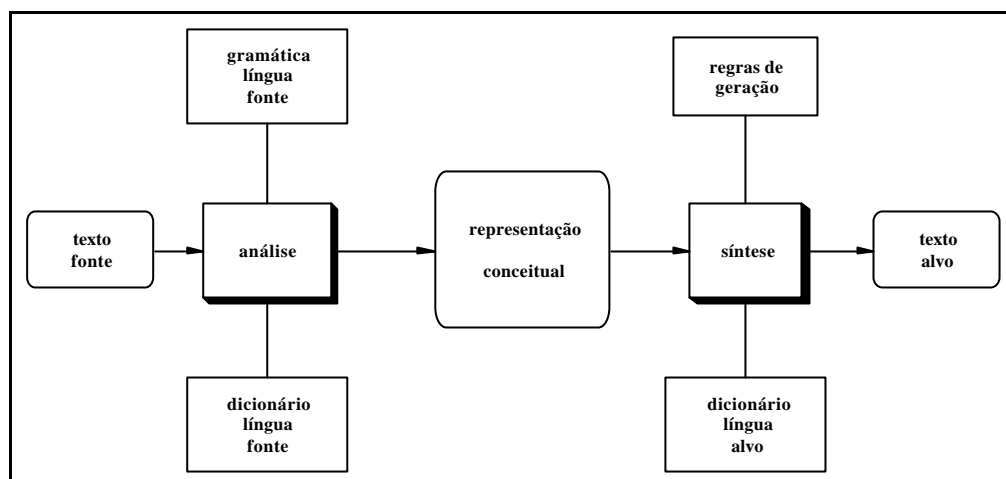 gramática
língua
fonte
regras de
geração
texto
fonte
análise
representação
conceitual
síntese
texto
alvo
dicionário
língua
fonte
dicionário
língua
alvo